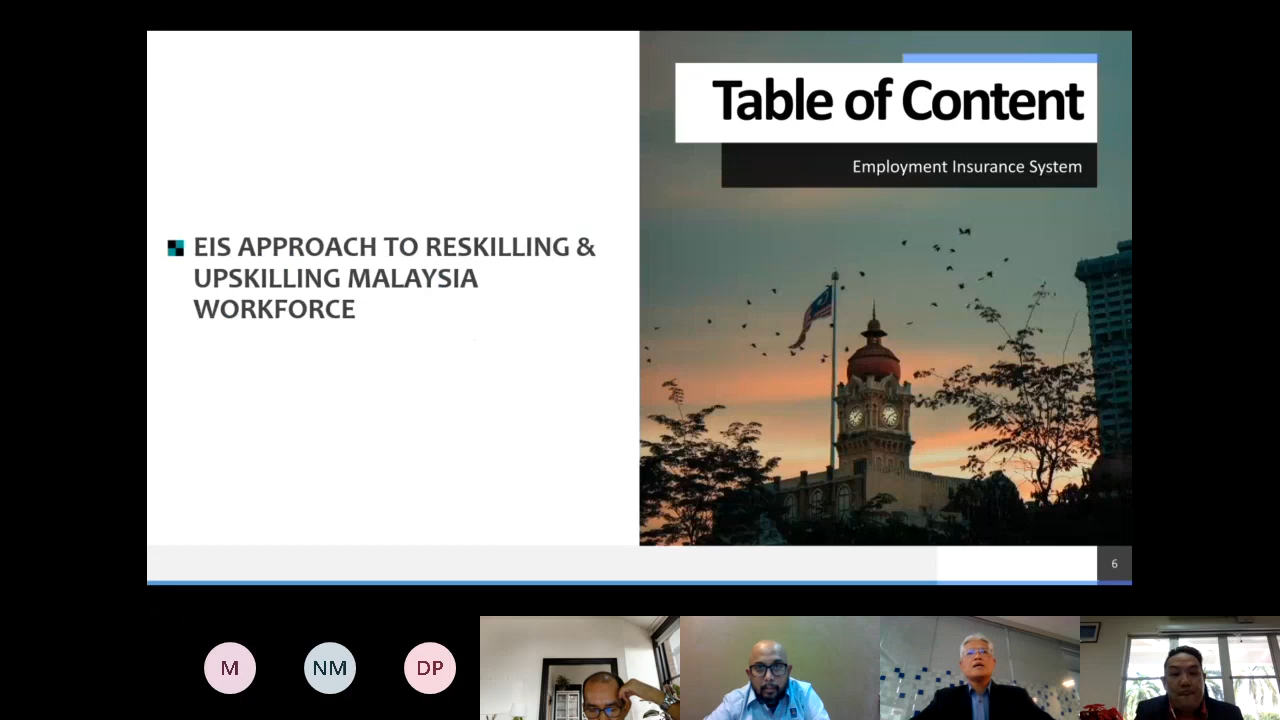 Table of Content
Employment Insurance System
EIS APPROACH TO RESKILLING &
UPSKILLING MALAYSIA
WORKFORCE
6
M
NM
DP